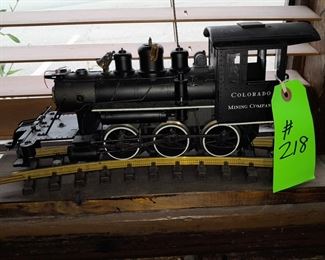 COLORADO
MINING COMPANY
#
218